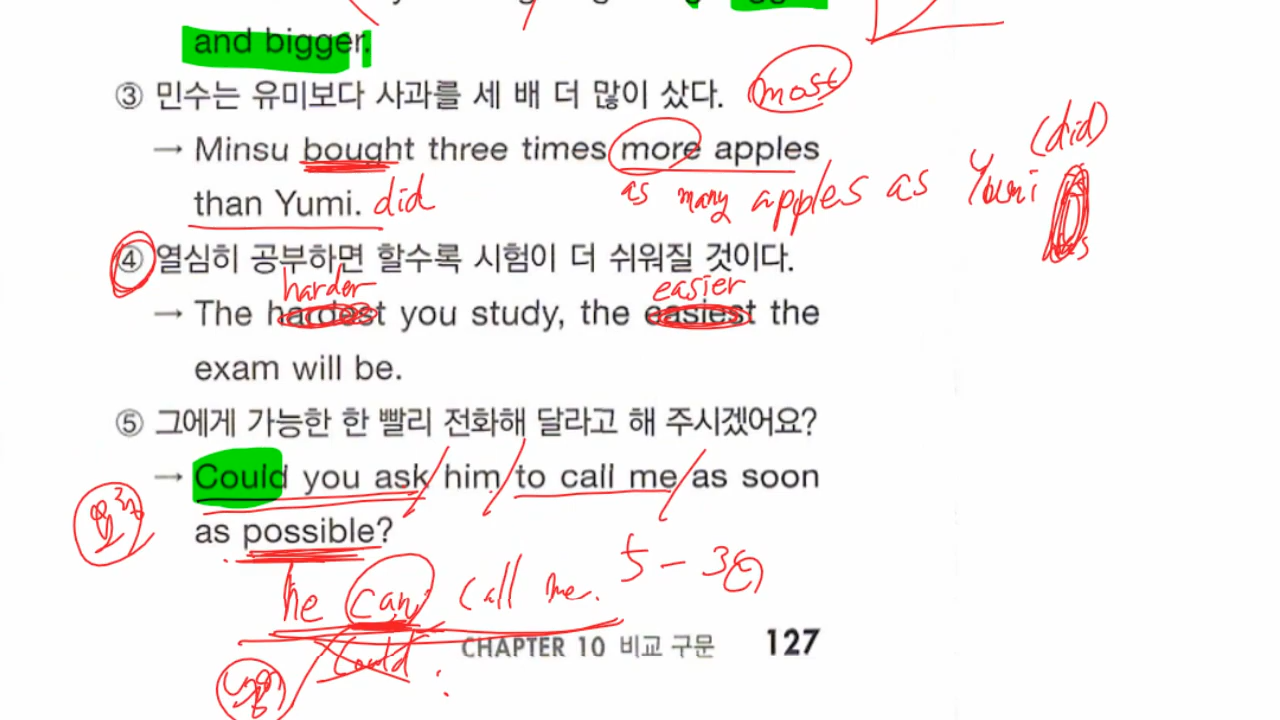 and bigger.
③ 민수는 유미보다 사과를 세 배 더 많이 샀다. most
(did)
→ Minsu bought three times more apples
as many apples as Yumi
than Yumi. did
④ 열심히 공부하면 할수록 시험이 더 쉬워질 것이다.
harder easier
→ The hardest you study, the easiest the
exam will be.
⑤ 그에게 가능한 한 빨리 전화해 달라고 해 주시겠어요?
→ Could you ask him to call me as soon
as possible?
he can call me. 5-3
could
CHAPTER 10 비교 구문 127